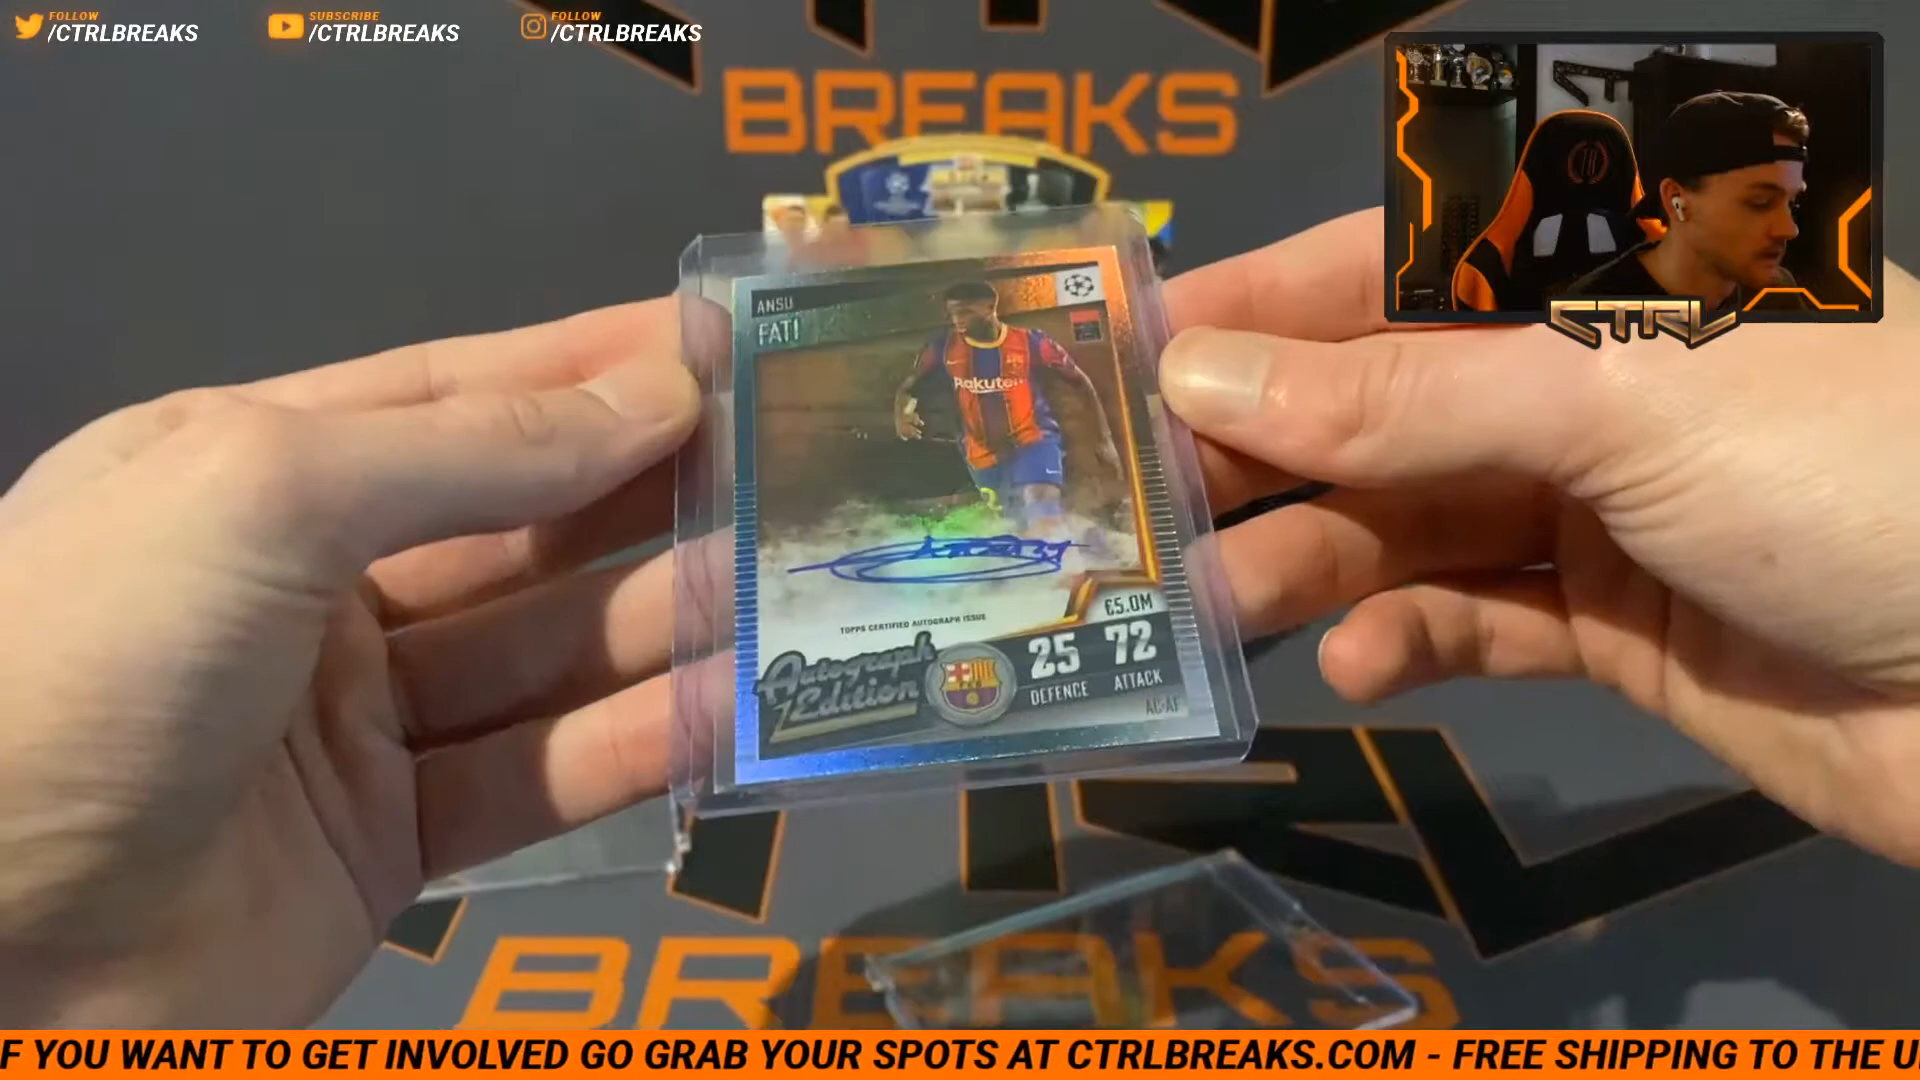 FOLLOW
/CTRLBREAKS
SUBSCRIBE
/CTRLBREAKS
FOLLOW
/CTRLBREAKS
BREAKS
CTRL
ANSU
FATI
Rakuten
TOPPS CERTIFIED AUTOGRAPH ISSUE
€5.0M
25 72
DEFENCE ATTACK
Autograph
Edition
AC-AF
BREAKS
IF YOU WANT TO GET INVOLVED GO GRAB YOUR SPOTS AT CTRLBREAKS.COM - FREE SHIPPING TO THE U